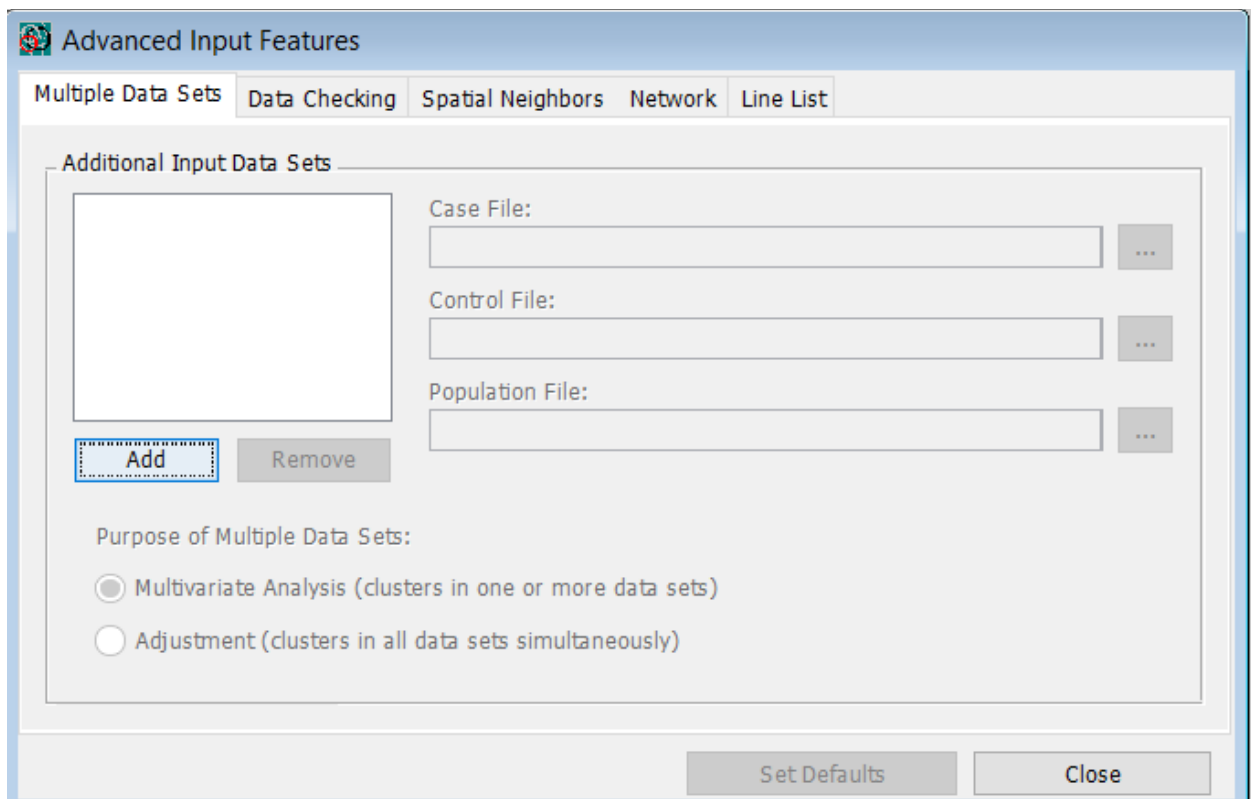 Advanced Input Features
Multiple Data Sets Data Checking Spatial Neighbors Network Line List
Additional Input Data Sets
Case File:
...
Control File:
...
Population File:
...
Add Remove
Purpose of Multiple Data Sets:
Multivariate Analysis (clusters in one or more data sets)
Adjustment (clusters in all data sets simultaneously)
Set Defaults Close